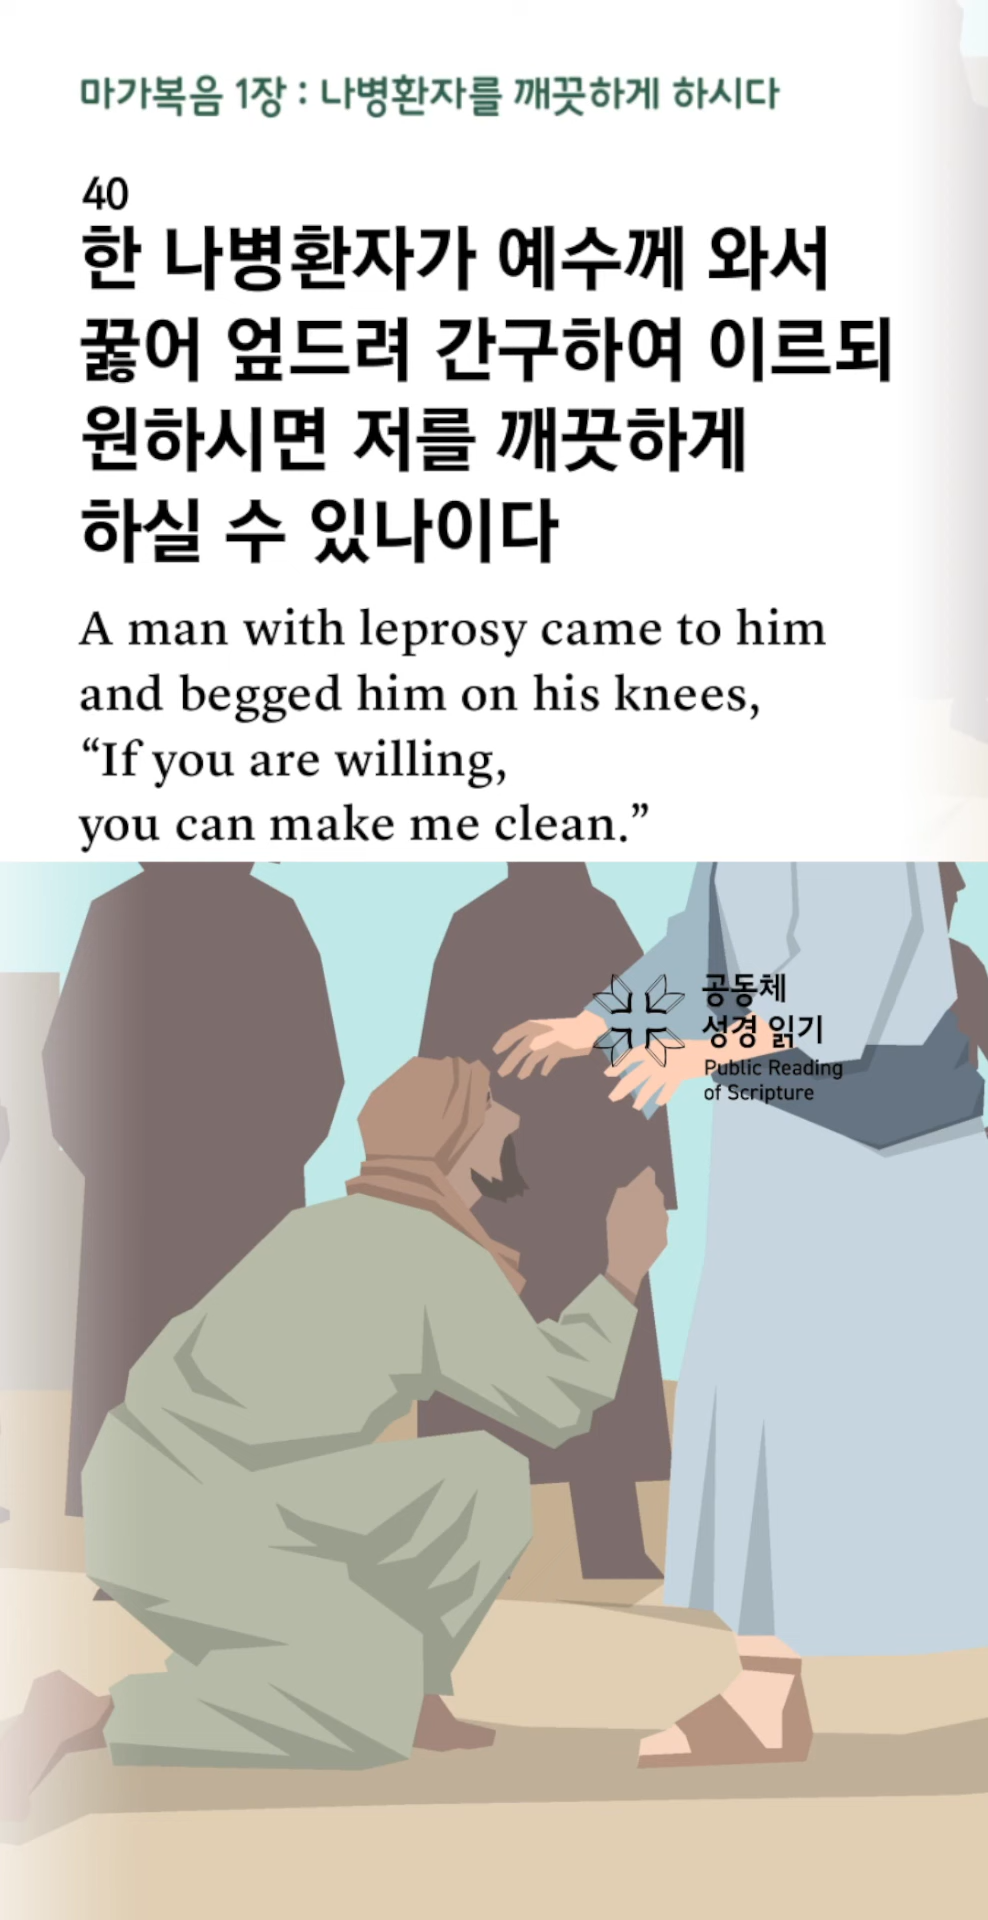 마가복음 1장 : 나병환자를 깨끗하게 하시다
40
한 나병환자가 예수께 와서
꿇어 엎드려 간구하여 이르되
원하시면 저를 깨끗하게
하실 수 있나이다
A man with leprosy came to him
and begged him on his knees,
“If you are willing,
you can make me clean.”
공동체
성경 읽기
Public Reading
of Scripture